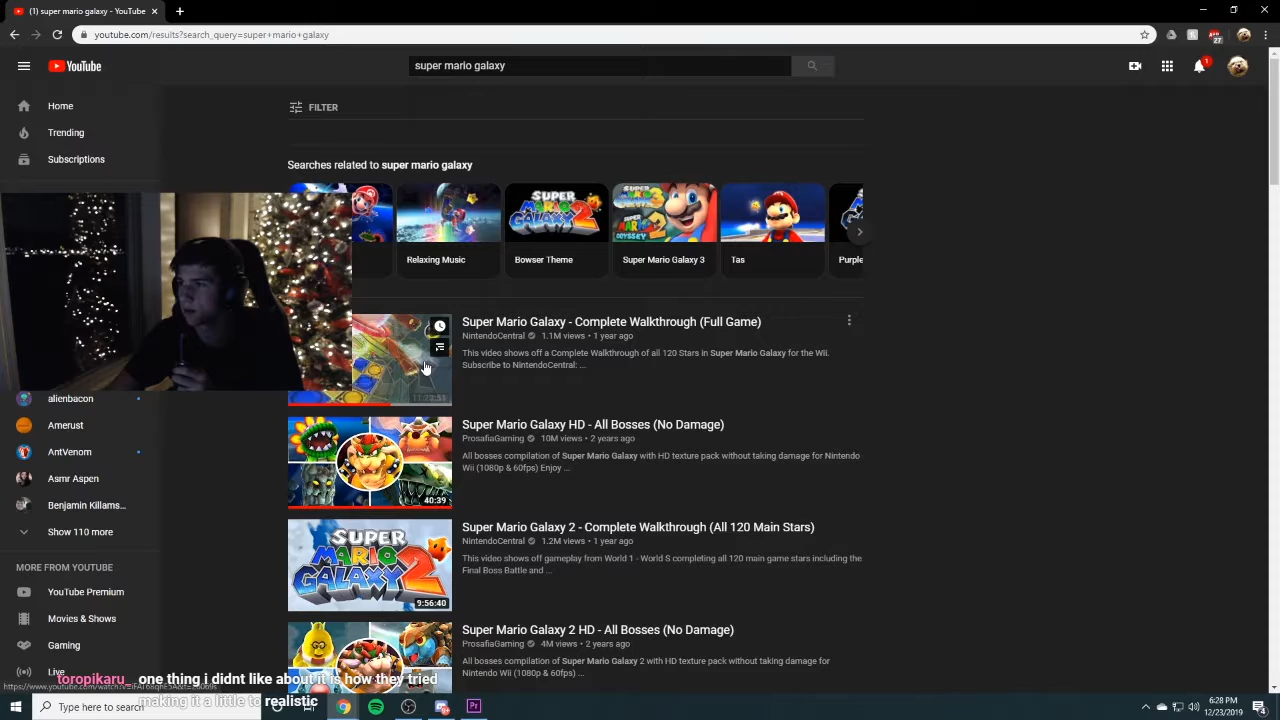 (1) super mario galaxy - YouTube
youtube.com/results?search_query=super+mario+galaxy
27
YouTube
super mario galaxy
1
Home
Trending
Subscriptions
FILTER
Searches related to super mario galaxy
Relaxing Music
Bowser Theme
Super Mario Galaxy 3
Tas
Purple
Super Mario Galaxy - Complete Walkthrough (Full Game)
NintendoCentral 1.1M views • 1 year ago
This video shows off a Complete Walkthrough of all 120 Stars in Super Mario Galaxy for the Wii.
Subscribe to NintendoCentral: ...
alienbacon
Amerust
AntVenom
Asmr Aspen
Benjamin Killams...
Show 110 more
Super Mario Galaxy HD - All Bosses (No Damage)
ProsafiaGaming 10M views • 2 years ago
All bosses compilation of Super Mario Galaxy with HD texture pack without taking damage for Nintendo
Wii (1080p & 60fps) Enjoy ...
40:39
SUPER
MARIO
GALAXY 2
9:56:40
Super Mario Galaxy 2 - Complete Walkthrough (All 120 Main Stars)
NintendoCentral 1.2M views • 1 year ago
This video shows off gameplay from World 1 - World S completing all 120 main game stars including the
Final Boss Battle and ...
MORE FROM YOUTUBE
YouTube Premium
Movies & Shows
Gaming
Live
Super Mario Galaxy 2 HD - All Bosses (No Damage)
ProsafiaGaming 4M views • 2 years ago
All bosses compilation of Super Mario Galaxy 2 with HD texture pack without taking damage for
Nintendo Wii (1080p & 60fps) ...
toropikaru_ one thing i didnt like about it is how they tried
making it a little to realistic
Type here to search
6:28 PM
12/23/2019
4